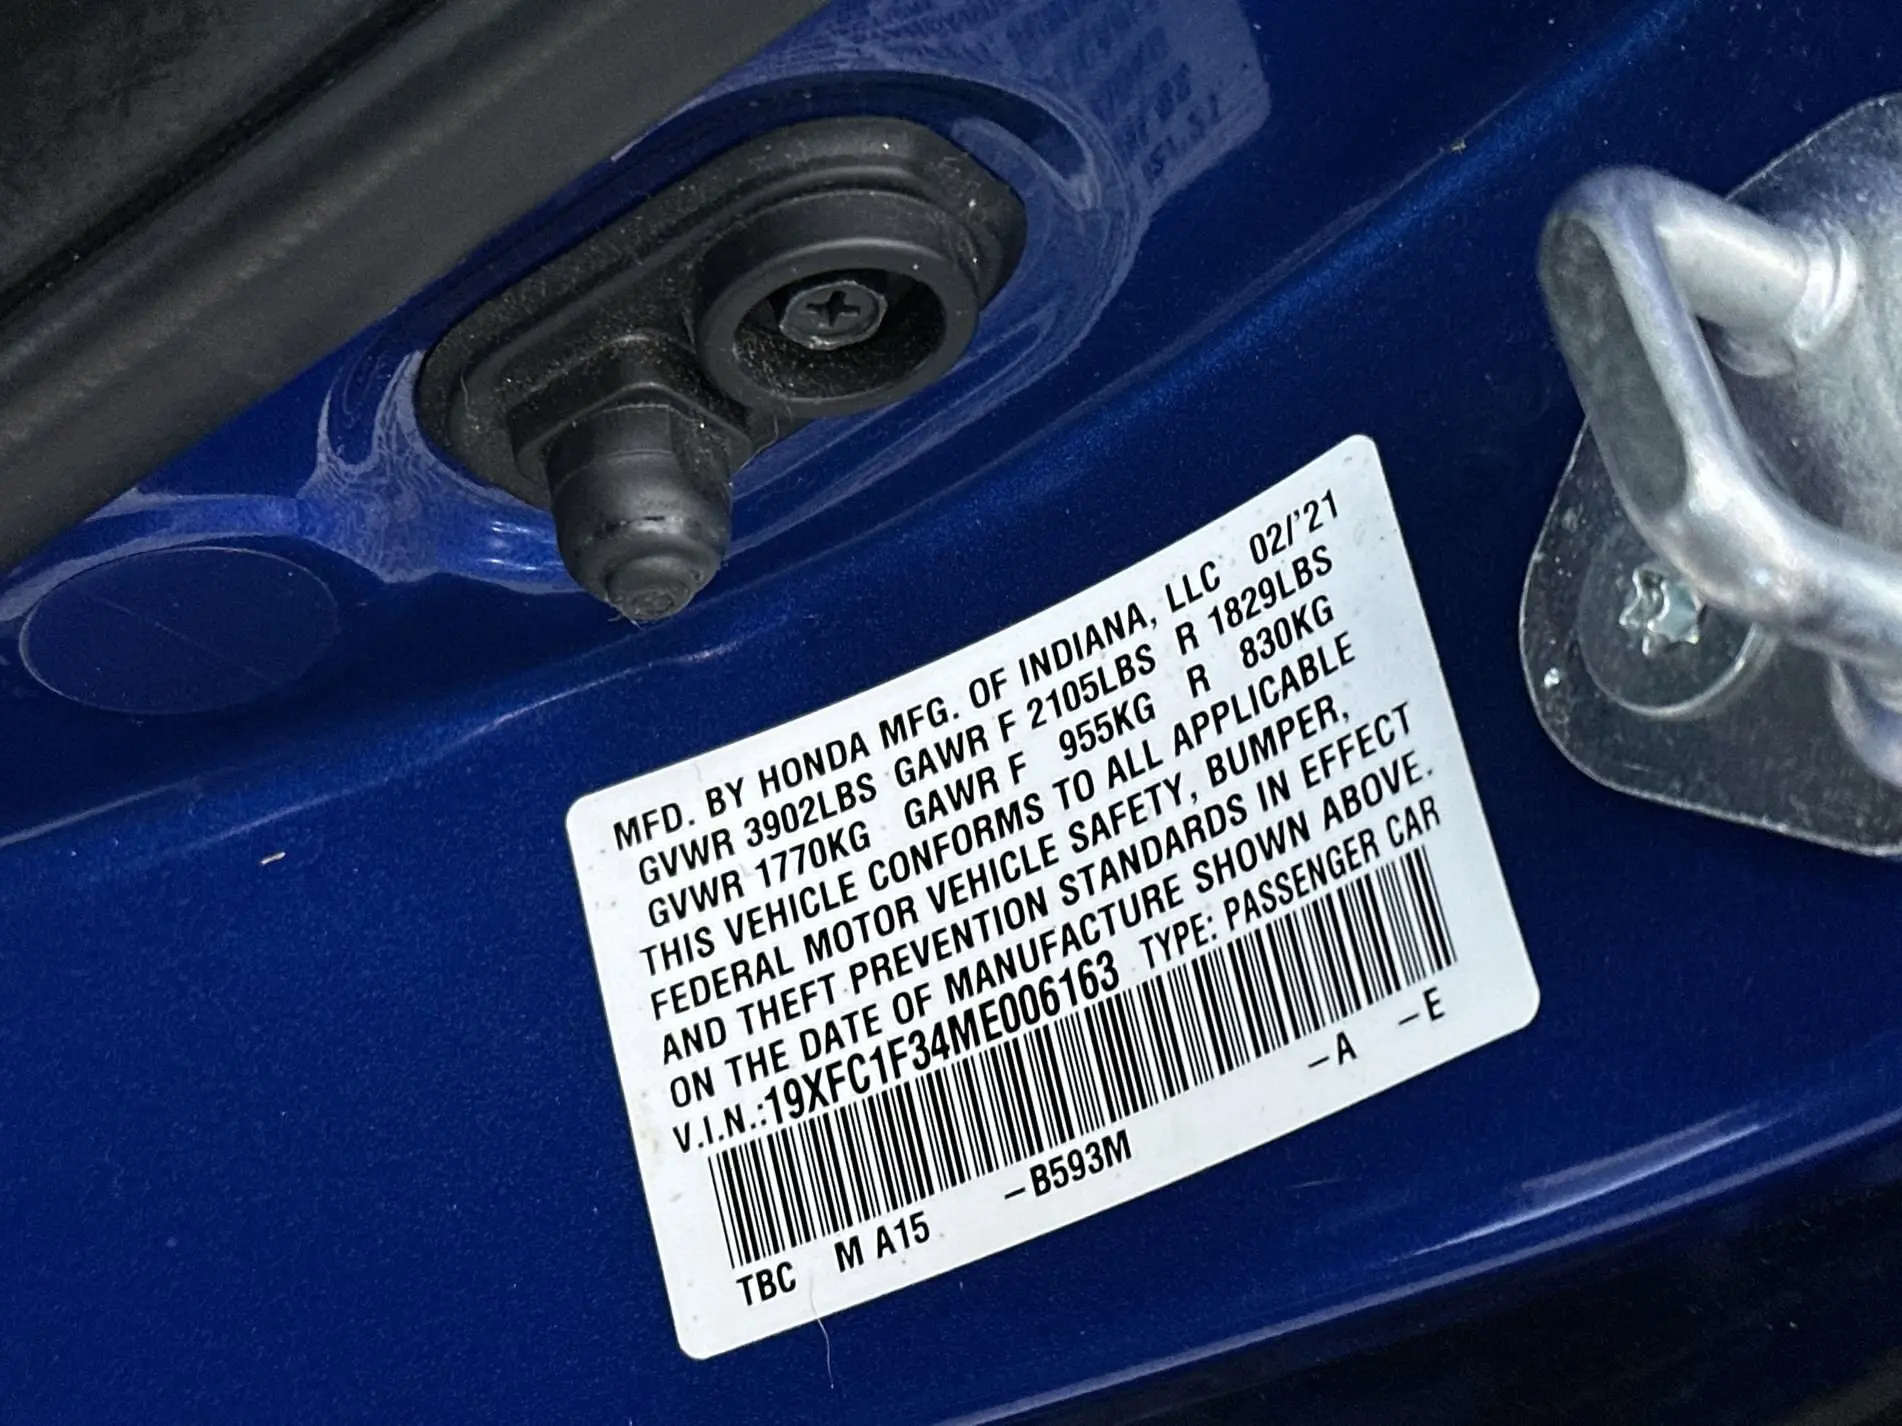 MFD. BY HONDA MFG. OF INDIANA, LLC 02/'21
GVWR 3902LBS GAWR F 2105LBS R 1829LBS
GVWR 1770KG GAWR F 955KG R 830KG
THIS VEHICLE CONFORMS TO ALL APPLICABLE
FEDERAL MOTOR VEHICLE SAFETY, BUMPER,
AND THEFT PREVENTION STANDARDS IN EFFECT
ON THE DATE OF MANUFACTURE SHOWN ABOVE.
V.I.N.:19XFC1F34ME006163 TYPE: PASSENGER CAR
TBC M A15 –B593M –A –E